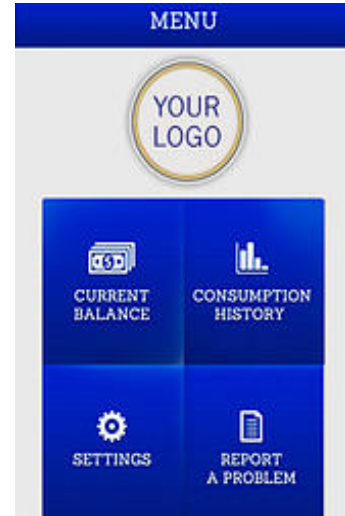 MENU
YOUR
LOGO
CURRENT
BALANCE
CONSUMPTION
HISTORY
SETTINGS
REPORT
A PROBLEM